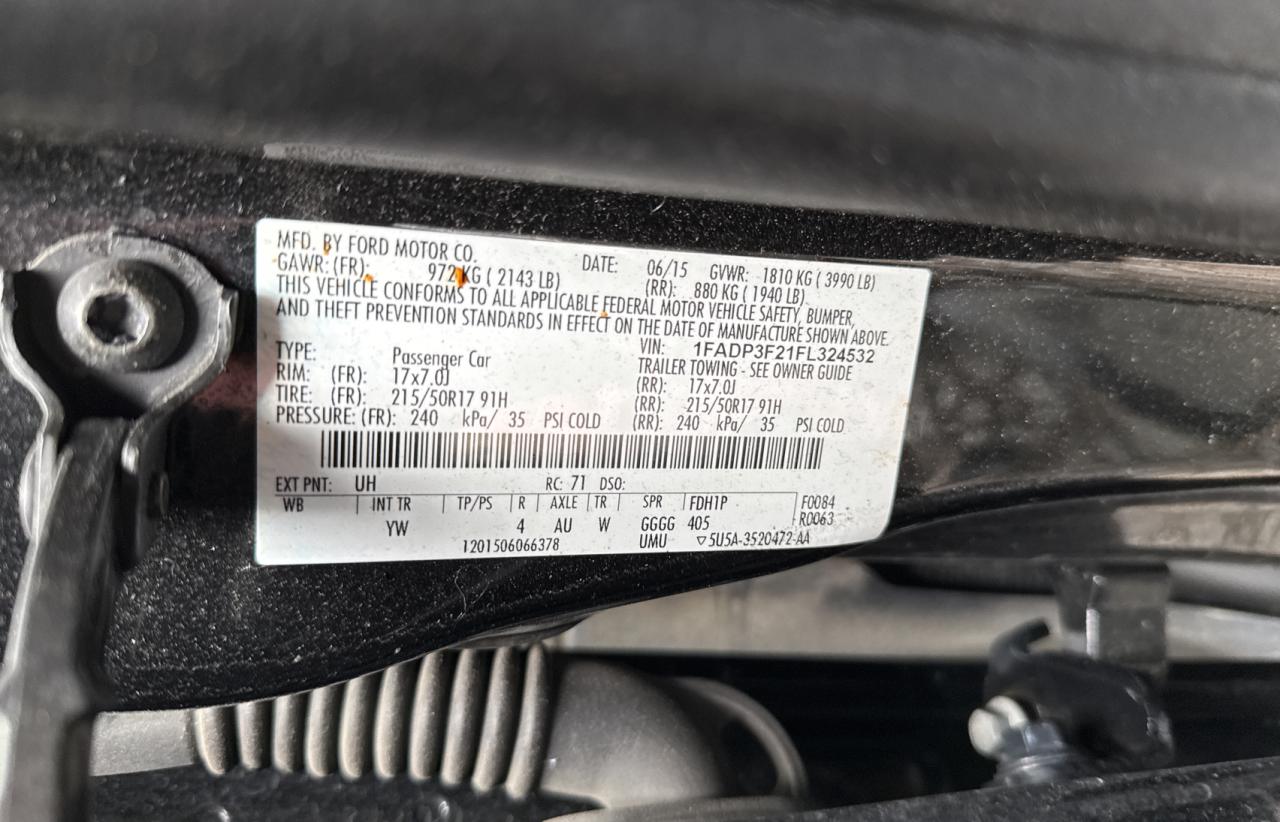 MFD. BY FORD MOTOR CO.
DATE: 06/15 GVWR: 1810 KG ( 3990 LB)
GAWR: (FR): 972 KG ( 2143 LB) (RR): 880 KG ( 1940 LB)
THIS VEHICLE CONFORMS TO ALL APPLICABLE FEDERAL MOTOR VEHICLE SAFETY, BUMPER,
AND THEFT PREVENTION STANDARDS IN EFFECT ON THE DATE OF MANUFACTURE SHOWN ABOVE.
VIN: 1FADP3F21FL324532
TYPE: Passenger Car TRAILER TOWING - SEE OWNER GUIDE
RIM: (FR): 17x7.0J (RR): 17x7.0J
TIRE: (FR): 215/50R17 91H (RR): 215/50R17 91H
PRESSURE: (FR): 240 kPa/ 35 PSI COLD (RR): 240 kPa/ 35 PSI COLD
EXT PNT: UH RC: 71 DSO:
WB INT TR TP/PS R AXLE TR SPR FDH1P F0084
YW 4 AU W GGGG 405 R0063
1201506066378 UMU ▽5U5A-3520472-AA